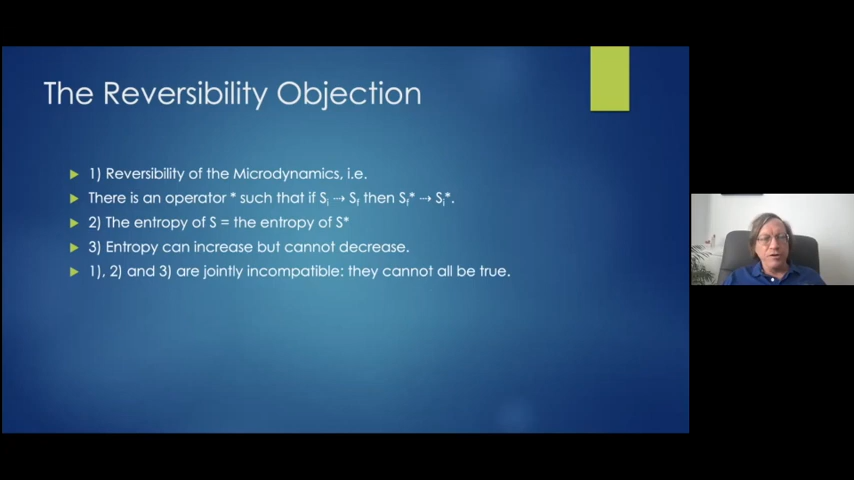 The Reversibility Objection
1) Reversibility of the Microdynamics, i.e.
There is an operator * such that if Sᵢ → S_f then S_f* ⇢ Sᵢ*.
2) The entropy of S = the entropy of S*
3) Entropy can increase but cannot decrease.
1), 2) and 3) are jointly incompatible: they cannot all be true.